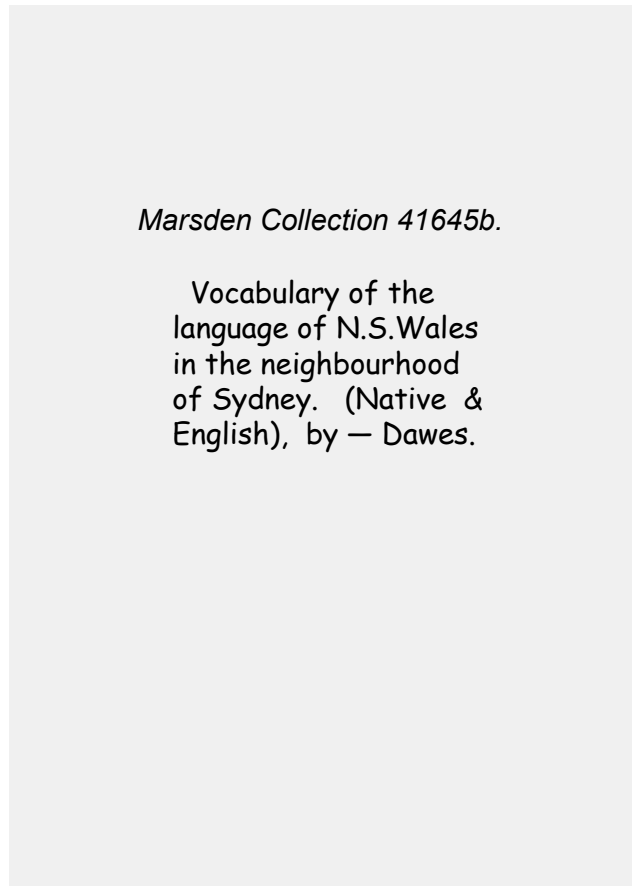 Marsden Collection 41645b.
Vocabulary of the
language of N.S.Wales
in the neighbourhood
of Sydney. (Native &
English), by — Dawes.